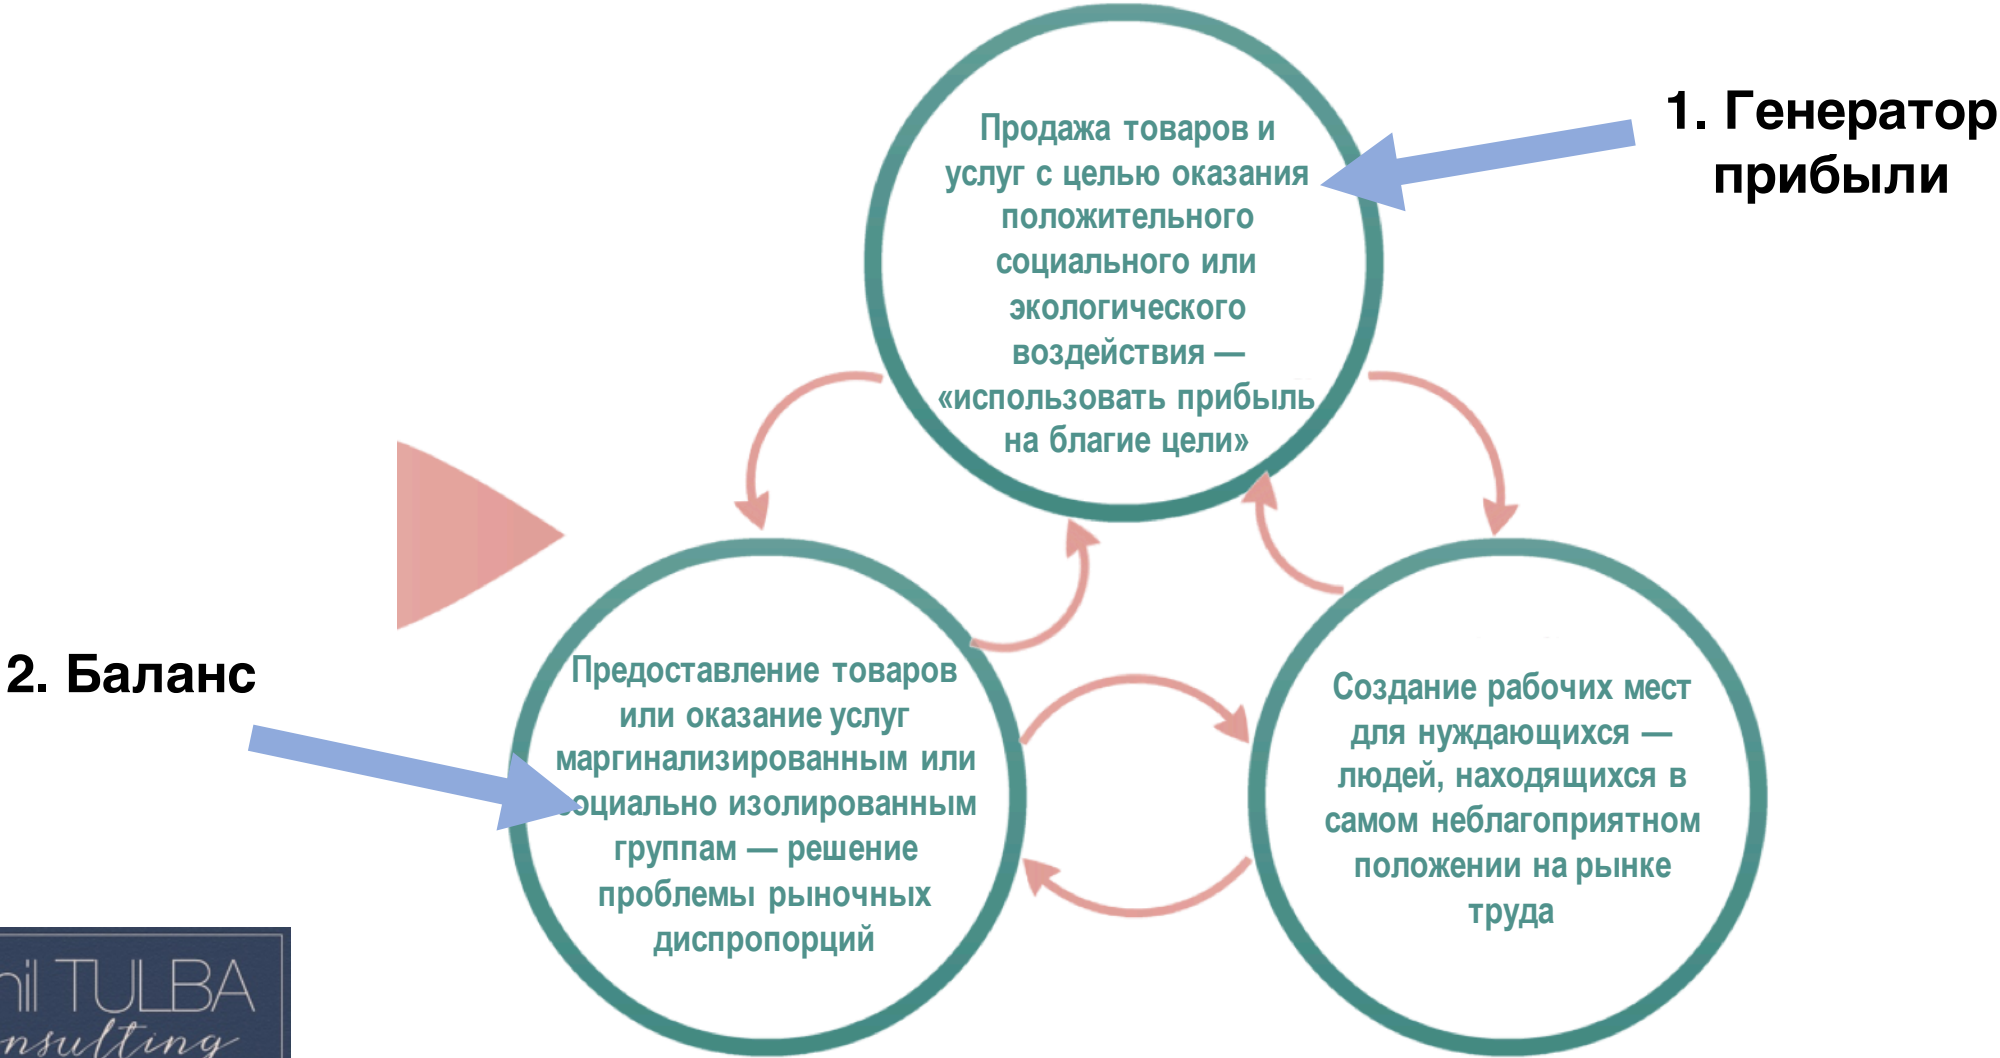 Продажа товаров и
услуг с целью оказания
положительного
социального или
экологического
воздействия —
«использовать прибыль
на благие цели»
1. Генератор
прибыли
2. Баланс
Предоставление товаров
или оказание услуг
маргинализированным или
социально изолированным
группам — решение
проблемы рыночных
диспропорций
Создание рабочих мест
для нуждающихся —
людей, находящихся в
самом неблагоприятном
положении на рынке
труда
TULBA